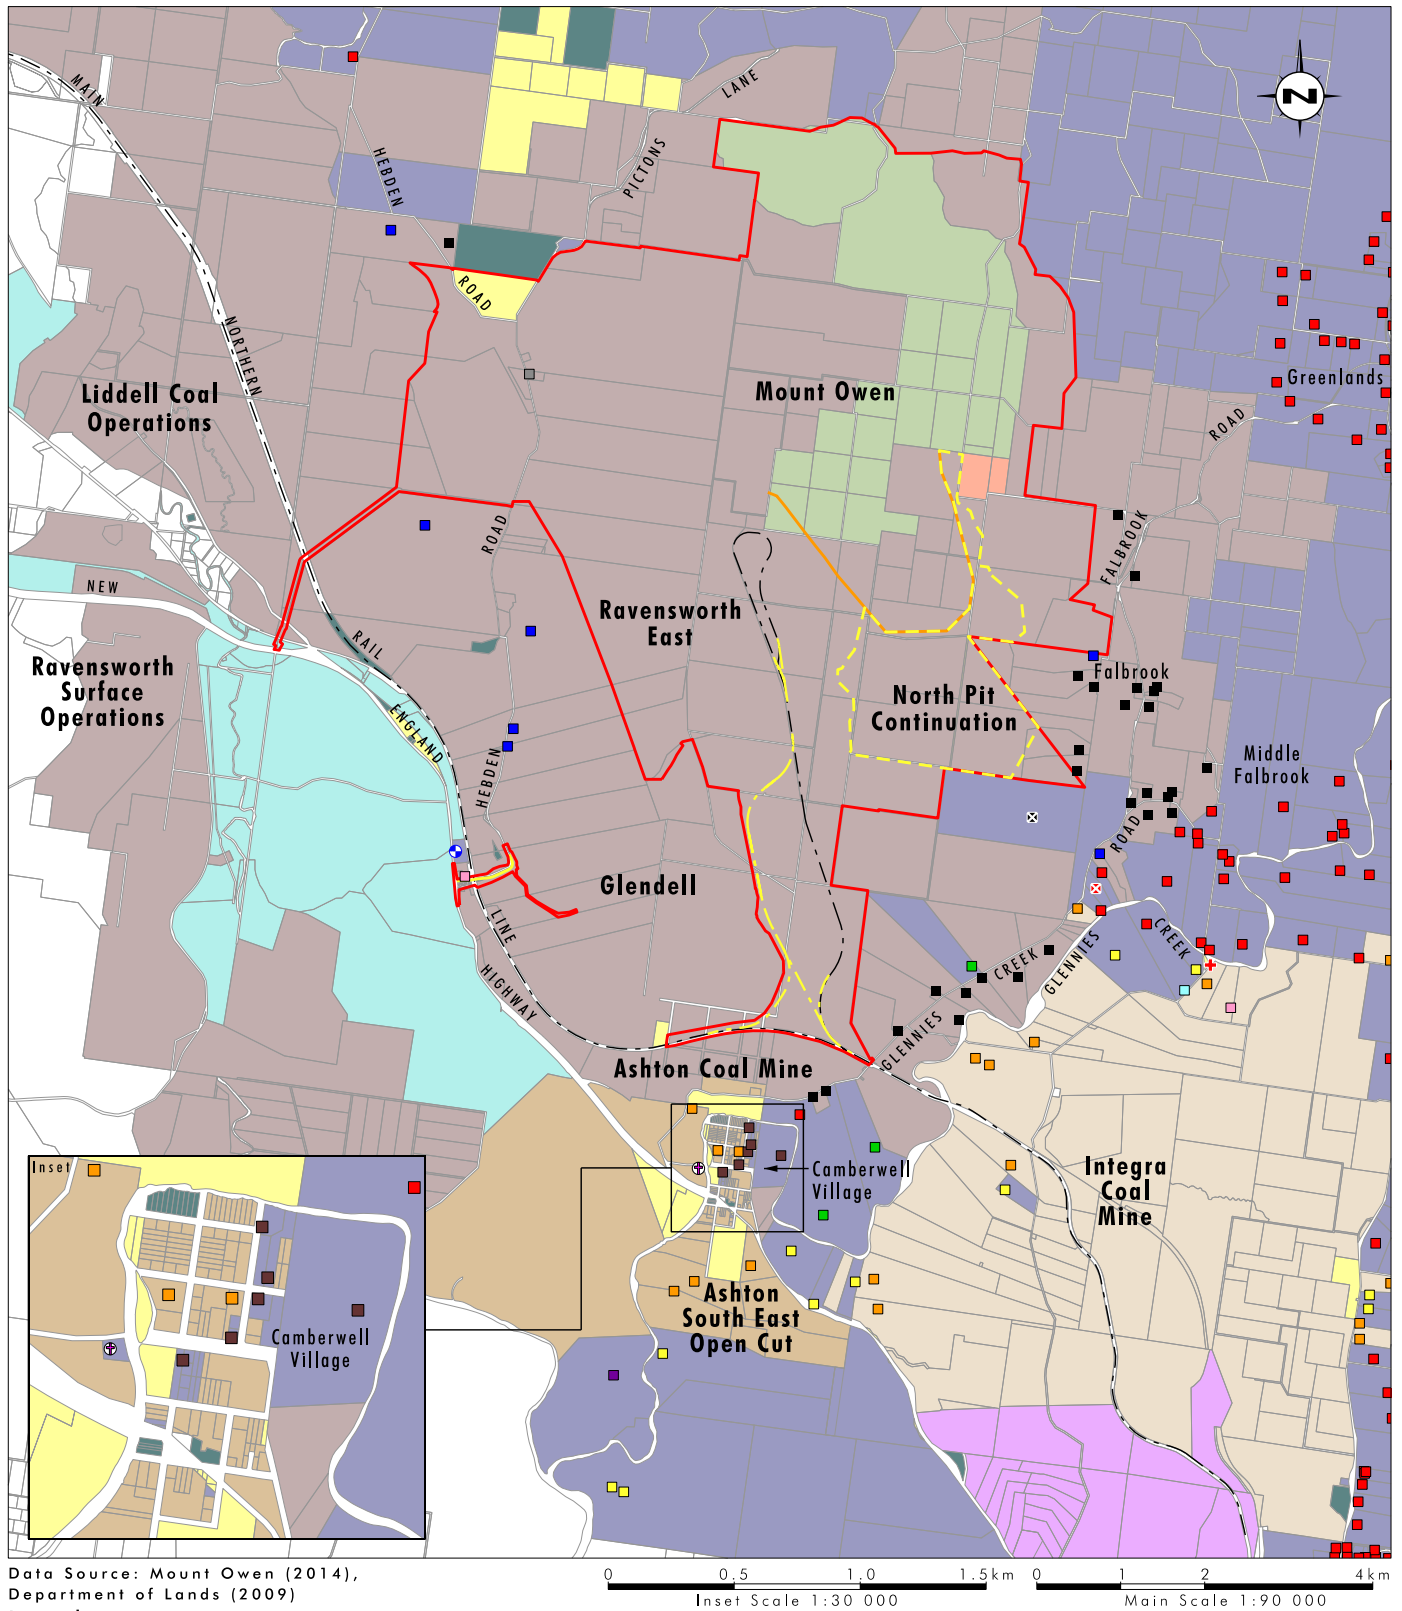 LANE
MAIN
N
HEBDEN
PICTONS
ROAD
NORTHERN
Liddell Coal
Operations
Mount Owen
Greenlands
ROAD
ROAD
FALBROOK
NEW
Ravensworth
East
RAIL
Ravensworth
Surface
Operations
Falbrook
North Pit
Continuation
ENGLAND
HEBDEN
Middle
Falbrook
ROAD
Glendell
LINE
CREEK
GLENNIES
CREEK
HIGHWAY
GLENNIES
Ashton Coal Mine
Inset
Camberwell
Village
Integra
Coal
Mine
Ashton
South East
Open Cut
Camberwell
Village
Data Source: Mount Owen (2014),
Department of Lands (2009)
0 0.5 1.0 1.5km
Inset Scale 1:30 000
0 1 2 4km
Main Scale 1:90 000